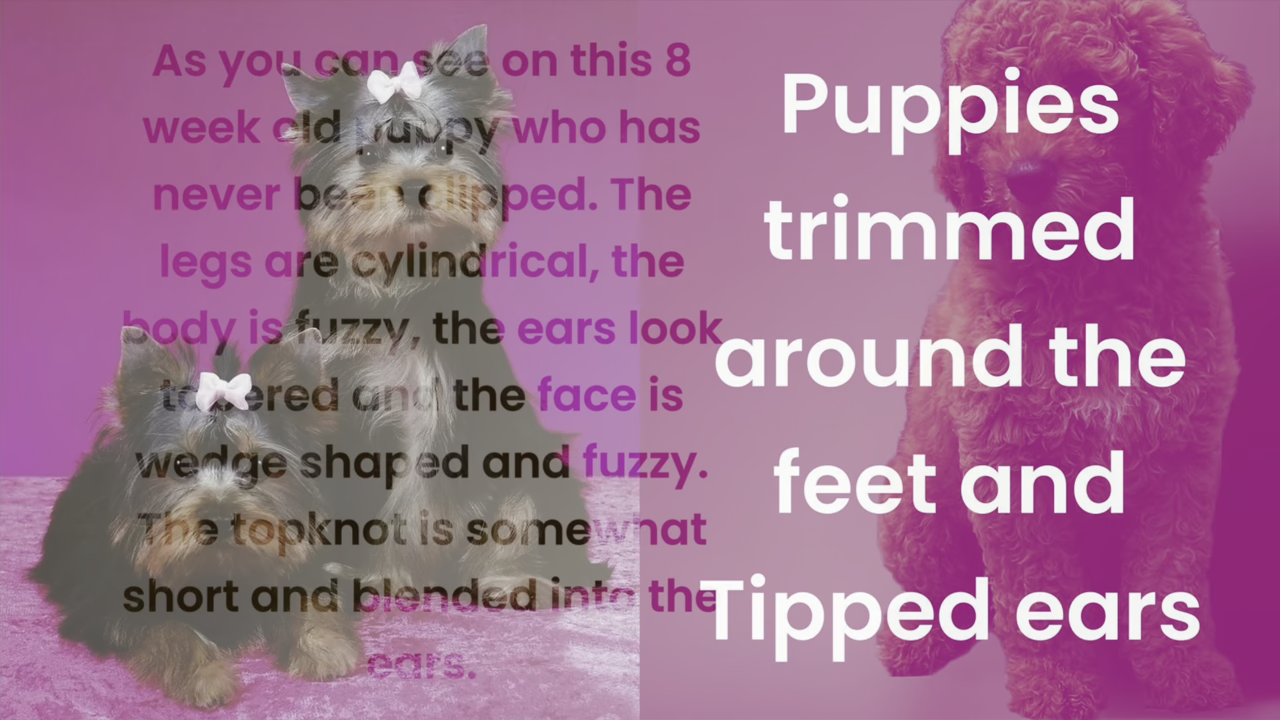 As you can see on this 8
week old puppy who has
never been clipped. The
legs are cylindrical, the
body is fuzzy, the ears look
tapered and the face is
wedge shaped and fuzzy.
The topknot is somewhat
short and blended into the
ears.
Puppies
trimmed
around the
feet and
Tipped ears